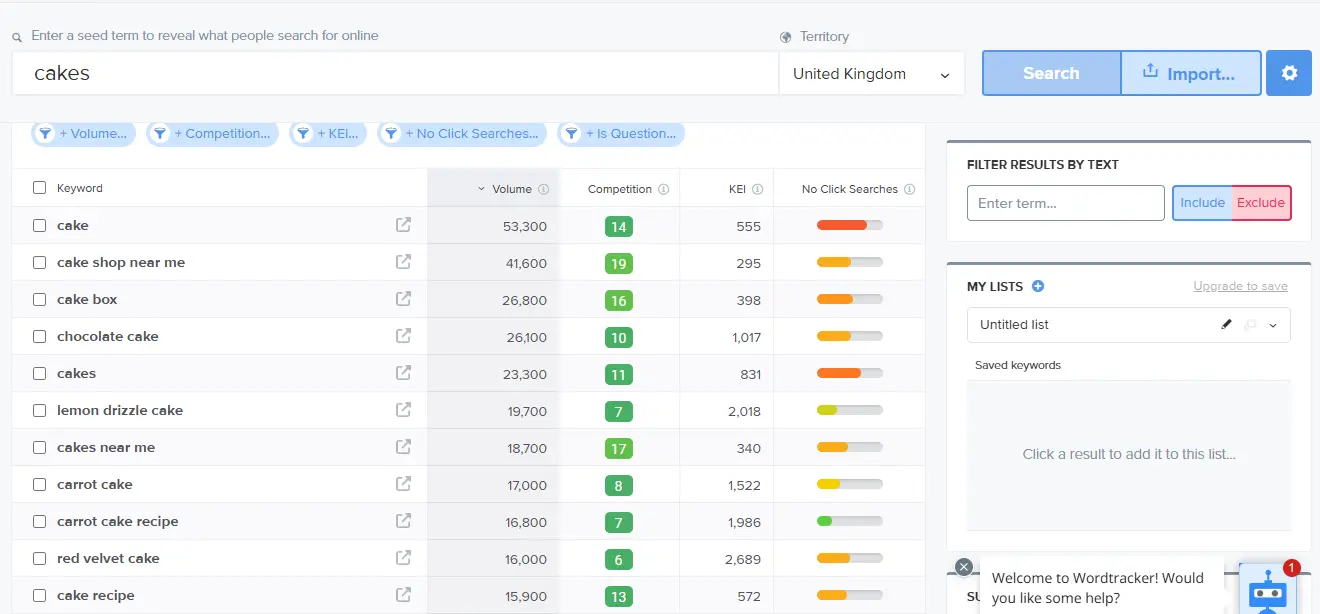 Enter a seed term to reveal what people search for online
Territory
cakes
United Kingdom
Search
Import...
+ Volume...
+ Competition...
+ KEI...
+ No Click Searches...
+ Is Question...
Keyword Volume Competition KEI No Click Searches
cake 53,300 14 555
cake shop near me 41,600 19 295
cake box 26,800 16 398
chocolate cake 26,100 10 1,017
cakes 23,300 11 831
lemon drizzle cake 19,700 7 2,018
cakes near me 18,700 17 340
carrot cake 17,000 8 1,522
carrot cake recipe 16,800 7 1,986
red velvet cake 16,000 6 2,689
cake recipe 15,900 13 572
FILTER RESULTS BY TEXT
Enter term...
Include
Exclude
MY LISTS
Upgrade to save
Untitled list
Saved keywords
Click a result to add it to this list...
Welcome to Wordtracker! Would
you like some help?
1